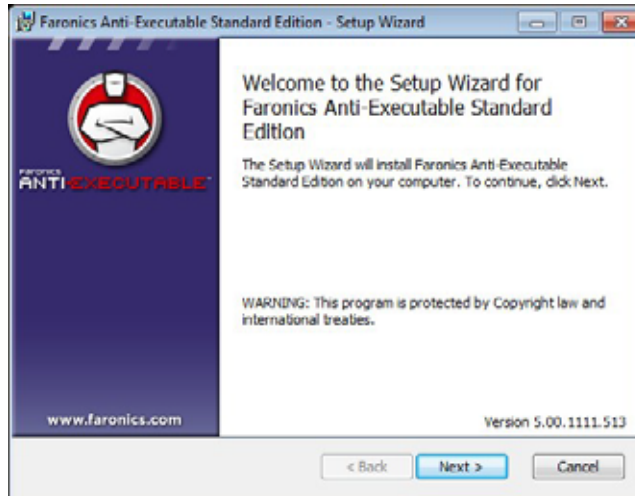 Faronics Anti-Executable Standard Edition - Setup Wizard
Welcome to the Setup Wizard for
Faronics Anti-Executable Standard
Edition
The Setup Wizard will install Faronics Anti-Executable
Standard Edition on your computer. To continue, click Next.
FARONICS
ANTI-EXECUTABLE
WARNING: This program is protected by Copyright law and
international treaties.
www.faronics.com
Version 5.00.1111.513
< Back
Next >
Cancel